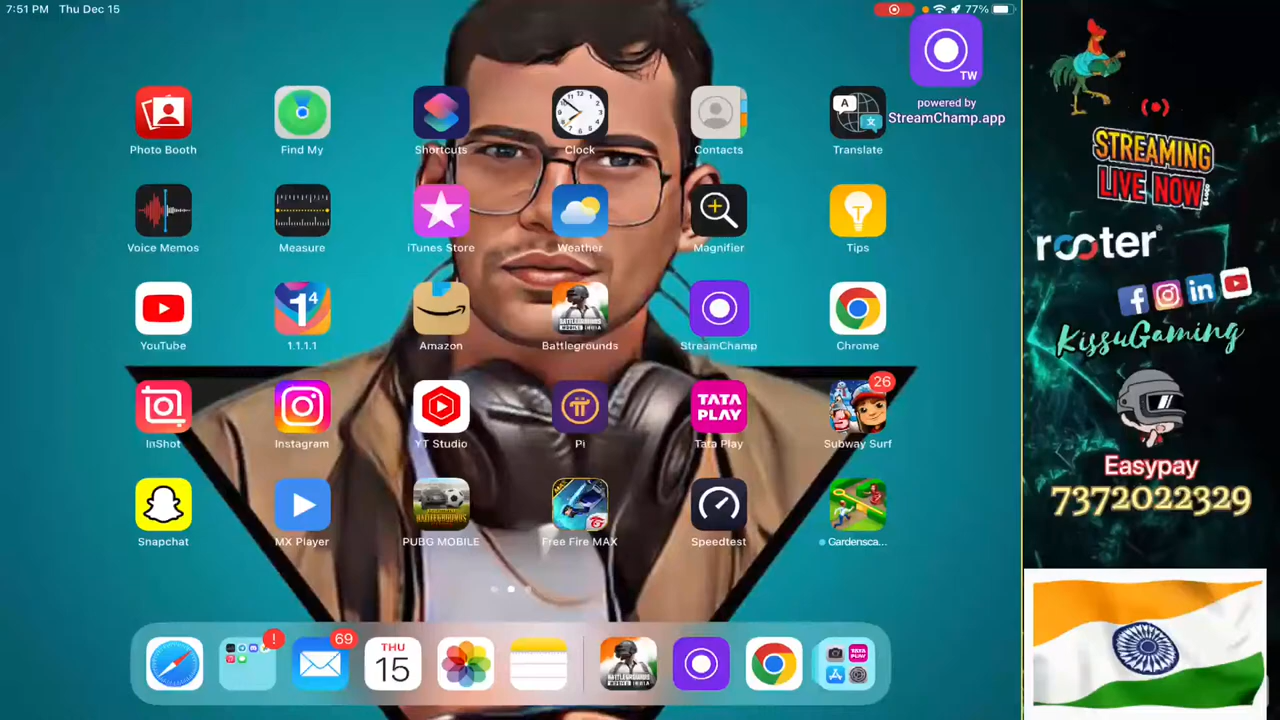 7:51 PM Thu Dec 15
77%
TW
powered by
StreamChamp.app
Photo Booth
Find My
Shortcuts
Clock
Contacts
Translate
Voice Memos
Measure
iTunes Store
Weather
Magnifier
Tips
YouTube
1.1.1.1
Amazon
Battlegrounds
StreamChamp
Chrome
TATA
PLAY
26
InShot
Instagram
YT Studio
Pi
Tata Play
Subway Surf
Snapchat
MX Player
PUBG MOBILE
Free Fire MAX
Speedtest
Gardensca...
69
THU
15
STREAMING
LIVE NOW
rooter
KissuGaming
Easypay
7372022329